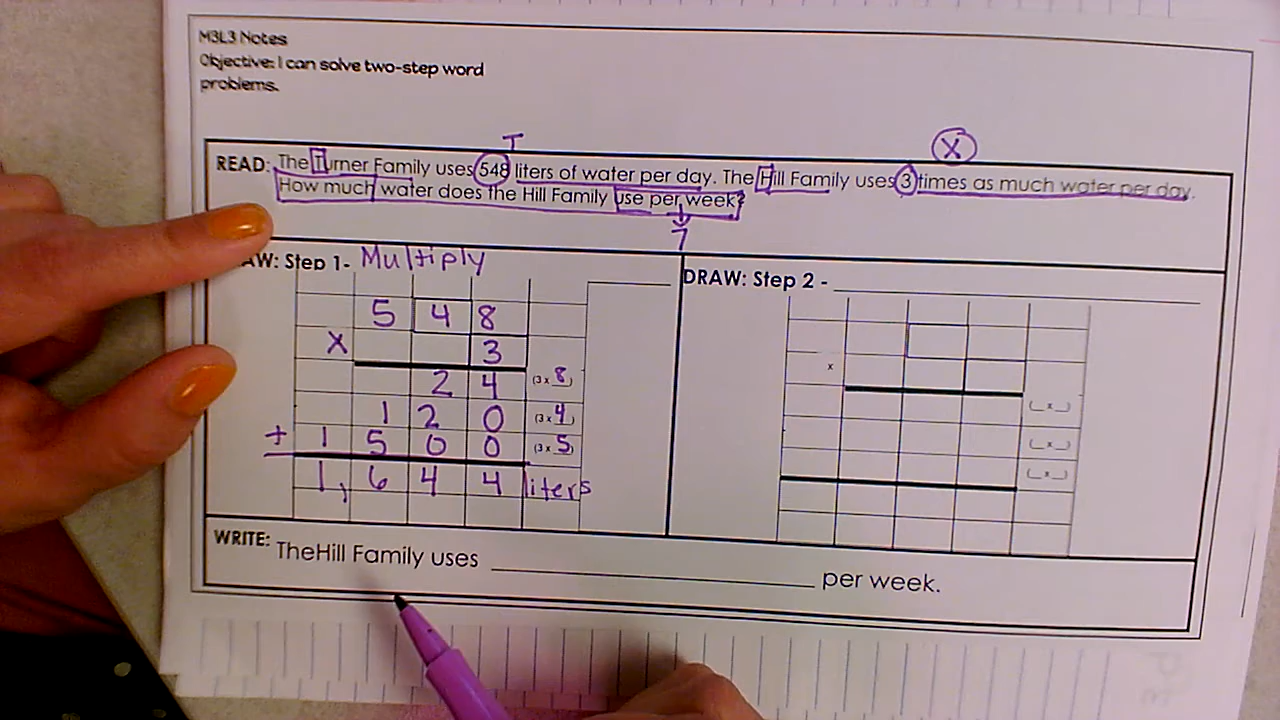 M3L3 Notes
Objective: I can solve two-step word
problems.
T X
READ: The Turner Family uses 548 liters of water per day. The Hill Family uses 3 times as much water per day.
How much water does the Hill Family use per week?
7
AW: Step 1- Multiply
DRAW: Step 2 -
5 4 8
X 3
2 4 (3 x 8)
1 2 0 (3 x 4)
+ 1 5 0 0 (3 x 5)
1, 6 4 4 liters
x
(_ x _)
(_ x _)
(_ x _)
WRITE: TheHill Family uses ____________ per week.